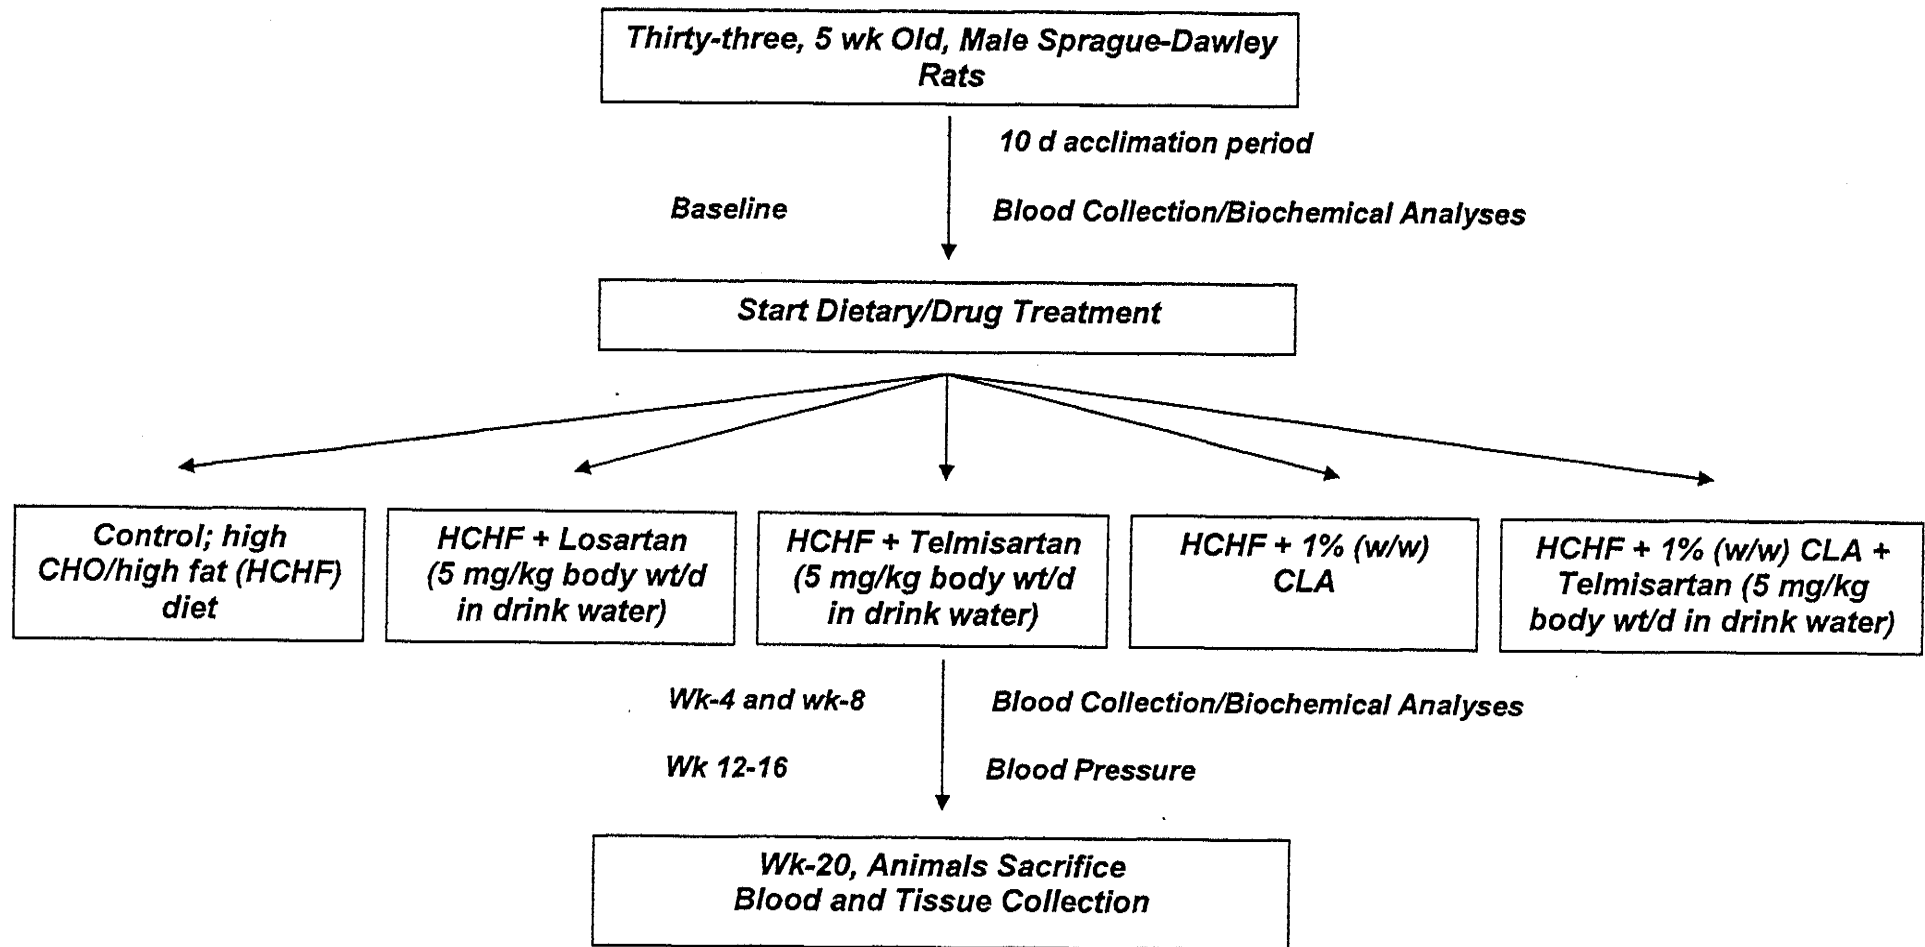 Thirty-three, 5 wk Old, Male Sprague-Dawley
Rats
10 d acclimation period
Baseline
Blood Collection/Biochemical Analyses
Start Dietary/Drug Treatment
Control; high
CHO/high fat (HCHF)
diet
HCHF + Losartan
(5 mg/kg body wt/d
in drink water)
HCHF + Telmisartan
(5 mg/kg body wt/d
in drink water)
HCHF + 1% (w/w)
CLA
HCHF + 1% (w/w) CLA +
Telmisartan (5 mg/kg
body wt/d in drink water)
Wk-4 and wk-8
Blood Collection/Biochemical Analyses
Wk 12-16
Blood Pressure
Wk-20, Animals Sacrifice
Blood and Tissue Collection